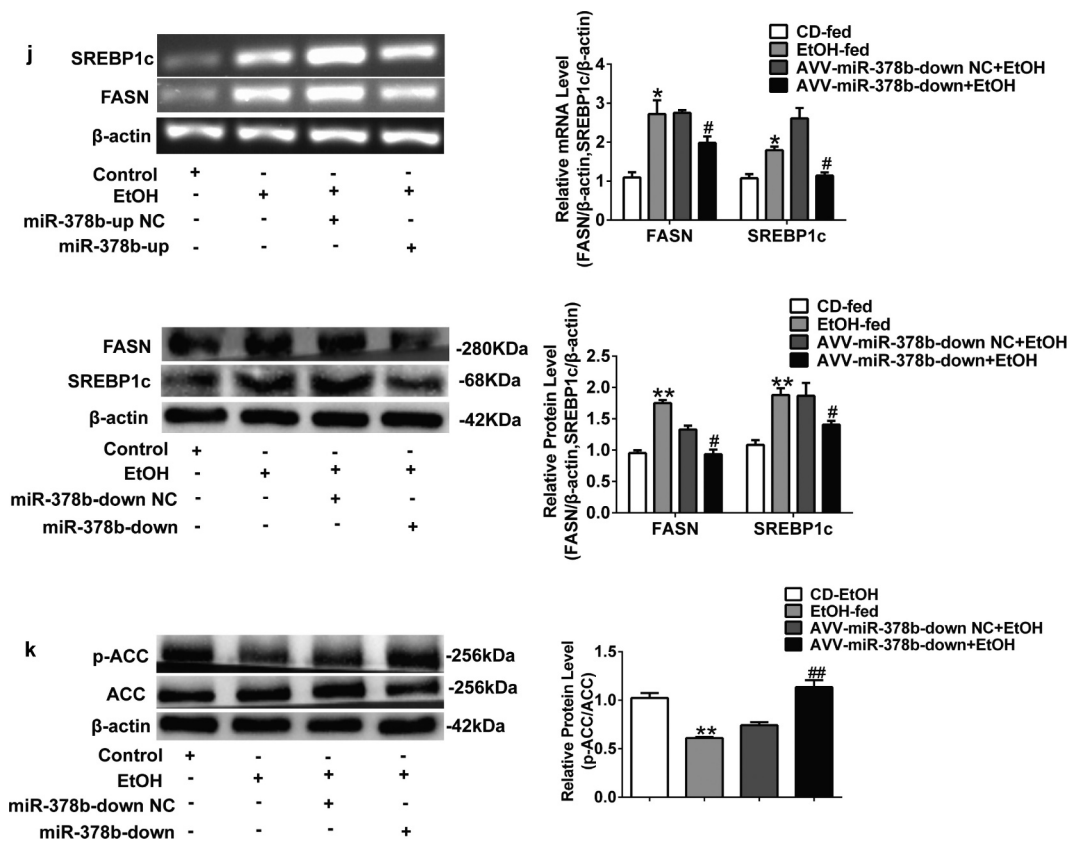 j
SREBP1c
FASN
β-actin
Control + - - -
EtOH - + + +
miR-378b-up NC - - + -
miR-378b-up - - - +
CD-fed
EtOH-fed
AVV-miR-378b-down NC+EtOH
AVV-miR-378b-down+EtOH
Relative mRNA Level
(FASN/β-actin,SREBP1c/β-actin)
4
3
2
1
0
* # * #
FASN SREBP1c
FASN -280KDa
SREBP1c -68KDa
β-actin -42KDa
Control + - - -
EtOH - + + +
miR-378b-down NC - - + -
miR-378b-down - - - +
CD-fed
EtOH-fed
AVV-miR-378b-down NC+EtOH
AVV-miR-378b-down+EtOH
Relative Protein Level
(FASN/β-actin,SREBP1c/β-actin)
2.5
2.0
1.5
1.0
0.5
0.0
** # ** #
FASN SREBP1c
k
p-ACC -256kDa
ACC -256kDa
β-actin -42kDa
Control + - - -
EtOH - + + +
miR-378b-down NC - - + -
miR-378b-down - - - +
CD-EtOH
EtOH-fed
AVV-miR-378b-down NC+EtOH
AVV-miR-378b-down+EtOH
Relative Protein Level
(p-ACC/ACC)
1.5
1.0
0.5
0.0
** ##